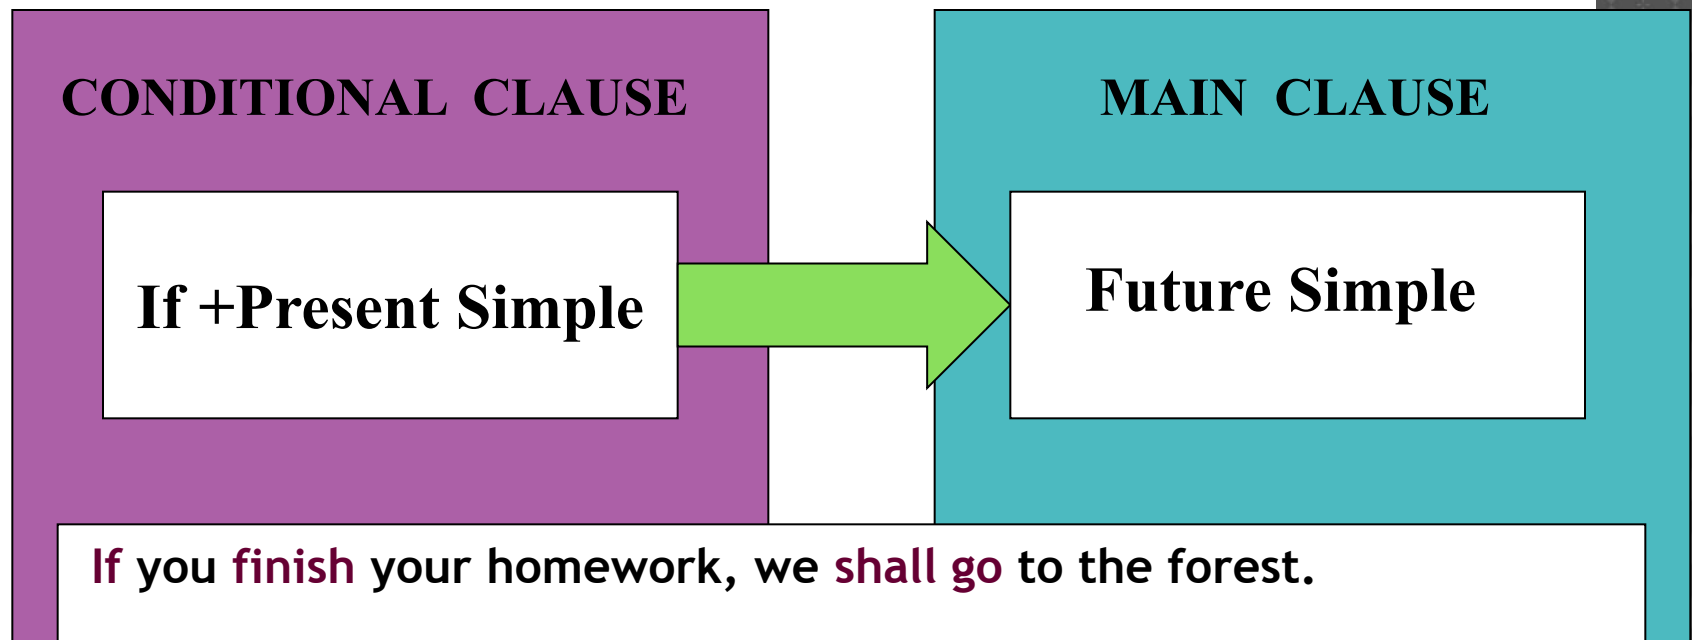 CONDITIONAL CLAUSE
MAIN CLAUSE
If +Present Simple
Future Simple
If you finish your homework, we shall go to the forest.